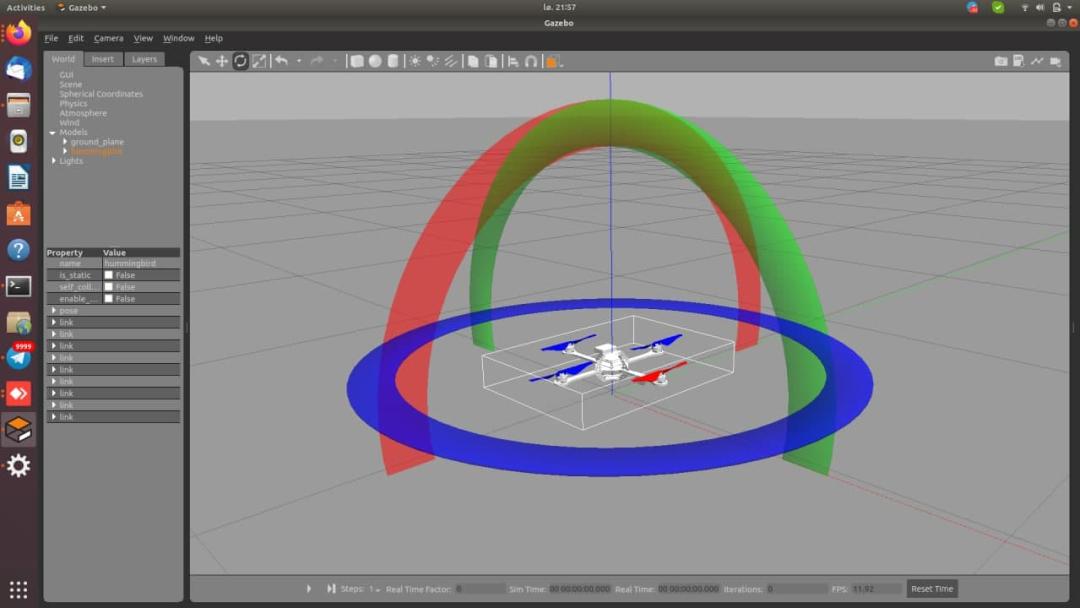 Activities Gazebo lø. 21:57
Gazebo
File Edit Camera View Window Help
World Insert Layers
GUI
Scene
Spherical Coordinates
Physics
Atmosphere
Wind
Models
ground_plane
hummingbird
Lights
Property Value
name hummingbird
is_static False
self_coll... False
enable_... False
pose
link
link
link
link
link
link
link
link
link
9999
Steps: 1 Real Time Factor: 0 Sim Time: 00 00:00:00.000 Real Time: 00 00:00:00.000 Iterations: 0 FPS: 11.92 Reset Time